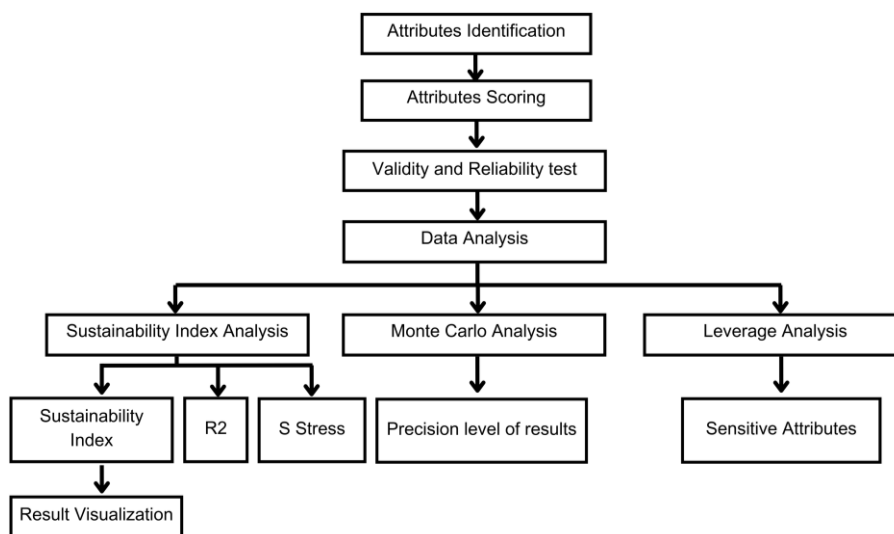 Attributes Identification
Attributes Scoring
Validity and Reliability test
Data Analysis
Sustainability Index Analysis
Monte Carlo Analysis
Leverage Analysis
Sustainability
Index
R2
S Stress
Precision level of results
Sensitive Attributes
Result Visualization